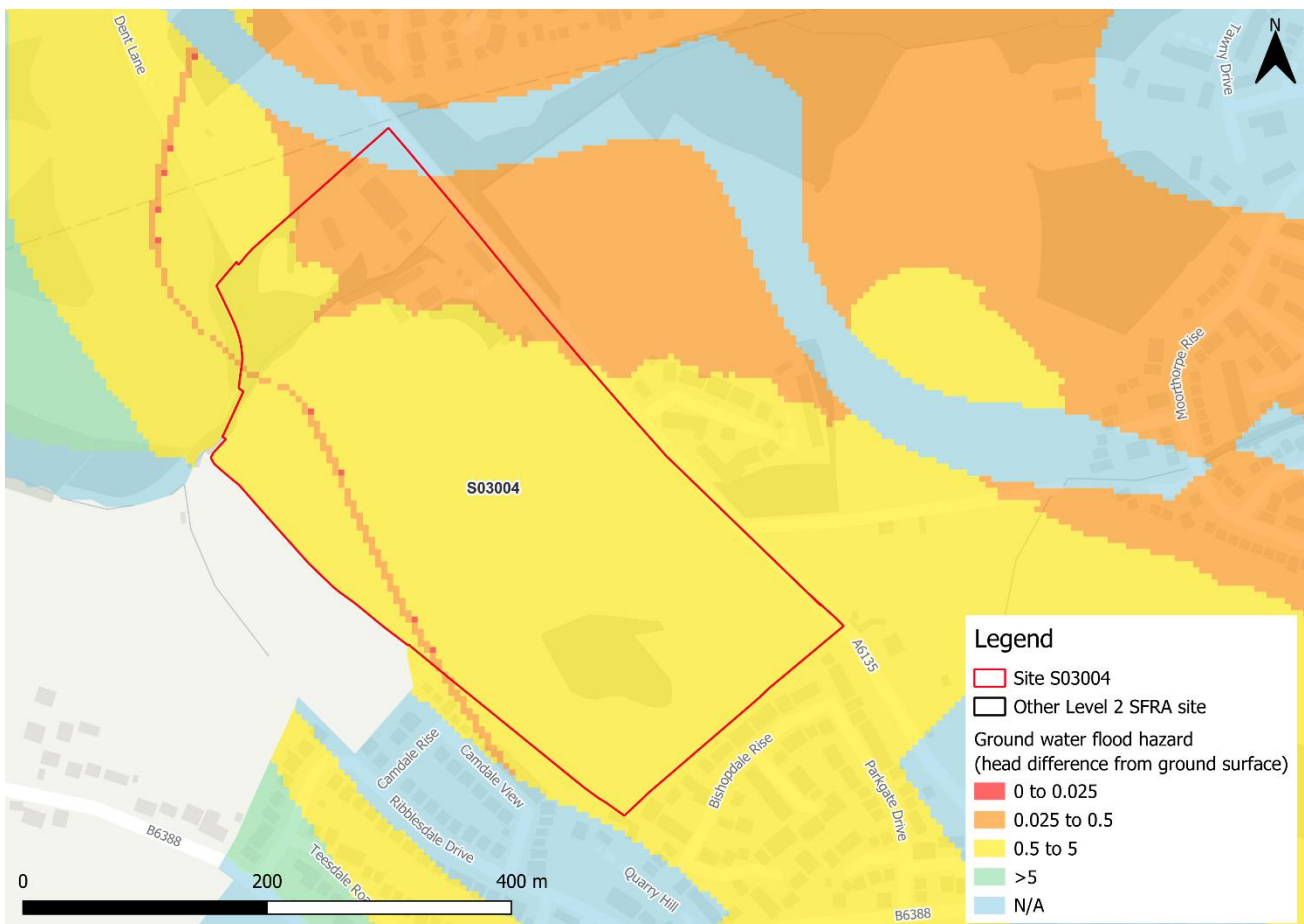 Dent Lane
N
Tawny Drive
Moorthorpe Rise
S03004
A6135
Bishopdale Rise
Parkgate Drive
Camdale Rise
Camdale View
Ribblesdale Drive
B6388
Teesdale Roa
Quarry Hill
B6388
0
200
400 m
Legend
Site S03004
Other Level 2 SFRA site
Ground water flood hazard
(head difference from ground surface)
0 to 0.025
0.025 to 0.5
0.5 to 5
>5
N/A